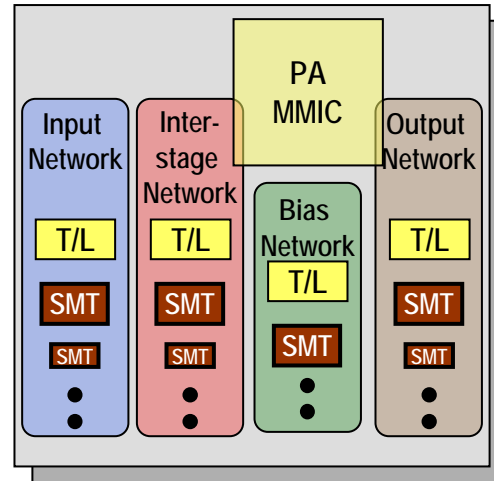 PA
MMIC
Input
Network
T/L
SMT
SMT
Inter-
stage
Network
T/L
SMT
SMT
Bias
Network
T/L
SMT
Output
Network
T/L
SMT
SMT